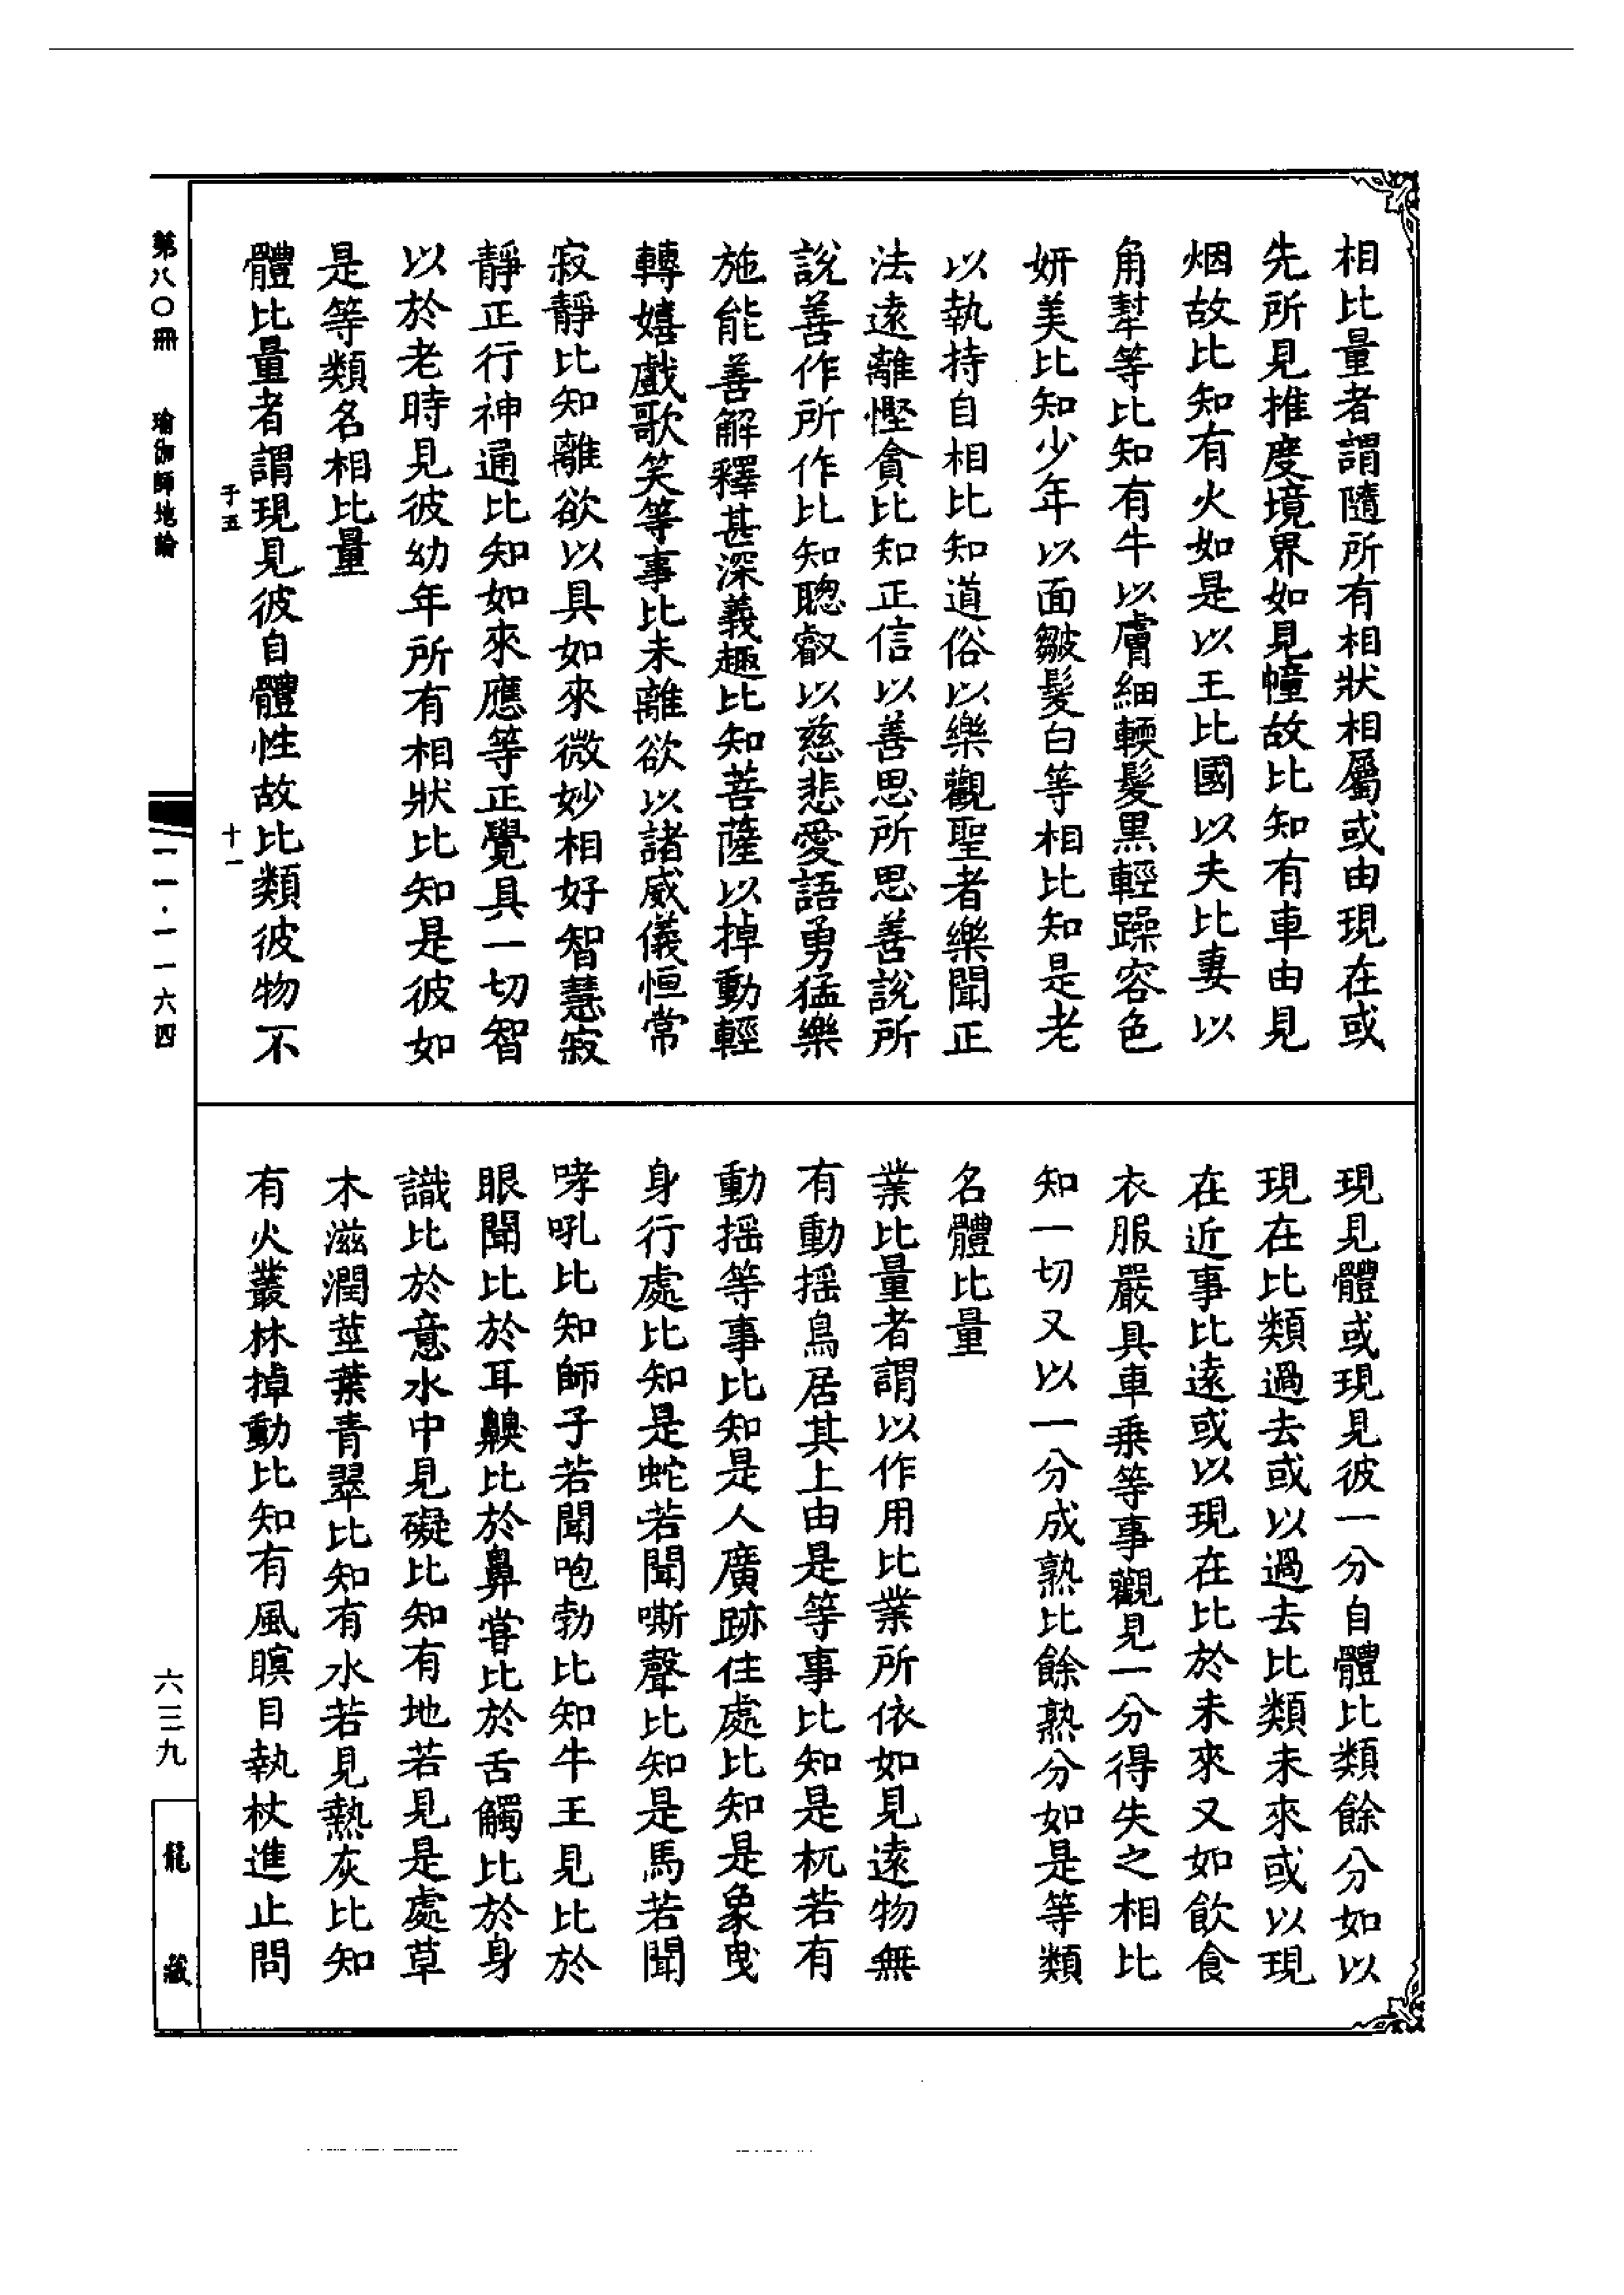 相比量者謂隨所有相狀相屬或由現在或
先所見推度境界如見幢故比知有車由見
烟故比知有火如是以王比國以夫比妻以
角犎等比知有牛以膚細輭髮黑輕躁容色
妍美比知少年以面皺髮白等相比知是老
以執持自相比知道俗以樂觀聖者樂聞正
法遠離慳貪比知正信以善思所思善說所
說善作所作比知聰叡以慈悲愛語勇猛樂
施能善解釋甚深義趣比知菩薩以掉動輕
轉嬉戲歌笑等事比未離欲以諸威儀恒常
寂靜比知離欲以具如來微妙相好智慧寂
靜正行神通比知如來應等正覺具一切智
以於老時見彼幼年所有相狀比知是彼如
是等類名相比量
體比量者謂現見彼自體性故比類彼物不
子五 十一
現見體或現見彼一分自體比類餘分如以
現在比類過去或以過去比類未來或以現
在近事比遠或以現在比於未來又如飲食
衣服嚴具車乘等事觀見一分得失之相比
知一切又以一分成熟比餘熟分如是等類
名體比量
業比量者謂以作用比業所依如見遠物無
有動搖鳥居其上由是等事比知是杌若有
動搖等事比知是人廣跡住處比知是象曳
身行處比知是蛇若聞嘶聲比知是馬若聞
哮吼比知師子若聞咆勃比知牛王見比於
眼聞比於耳齅比於鼻嘗比於舌觸比於身
識比於意水中見礙比知有地若見是處草
木滋潤莖葉青翠比知有水若見熱灰比知
有火叢林掉動比知有風瞑目執杖進止問
第八〇冊 瑜伽師地論
一一·一一六四
六三九
龍藏